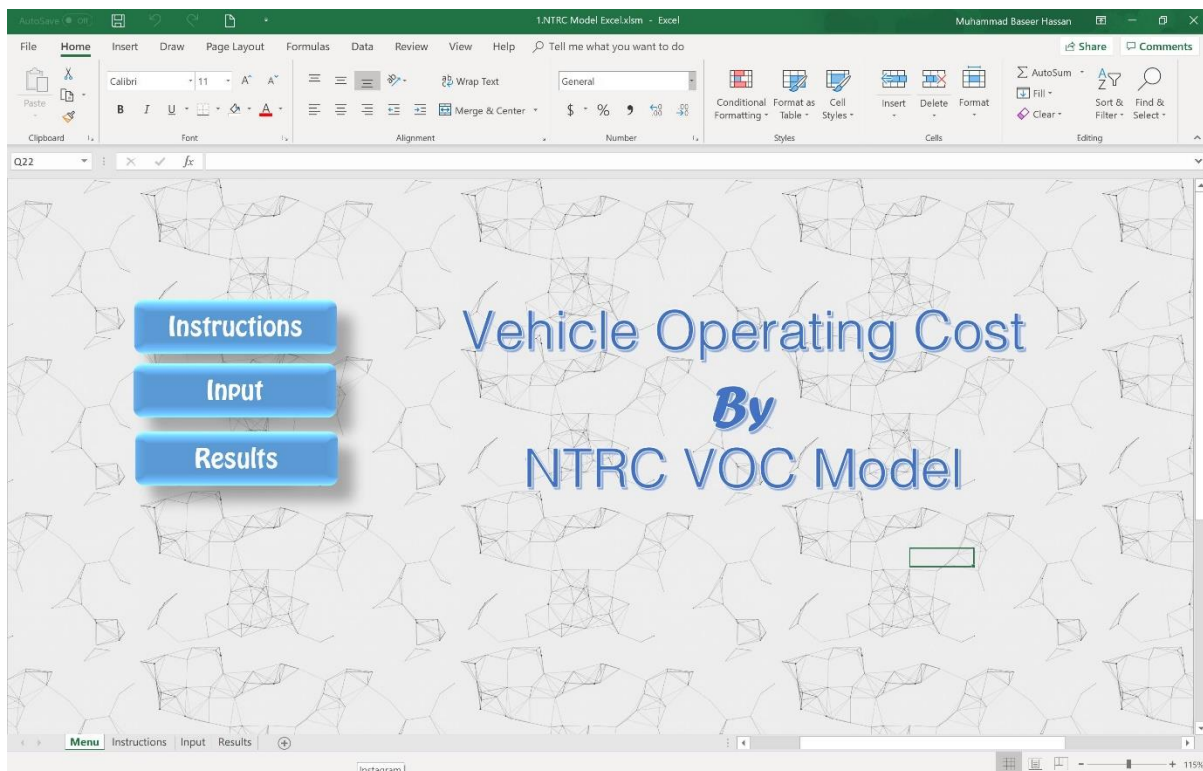 AutoSave Off 1.NTRC Model Excel.xlsm - Excel Muhammad Baseer Hassan
File Home Insert Draw Page Layout Formulas Data Review View Help Tell me what you want to do Share Comments
Paste
Calibri 11 A A
B I U A
Wrap Text
Merge & Center
General
$ % 9
Conditional Formatting
Format as Table
Cell Styles
Insert Delete Format
AutoSum
Fill
Clear
Sort & Filter
Find & Select
Clipboard Font Alignment Number Styles Cells Editing
Q22 fx
Instructions
Input
Results
Vehicle Operating Cost
By
NTRC VOC Model
Menu Instructions Input Results
Instagram
115%